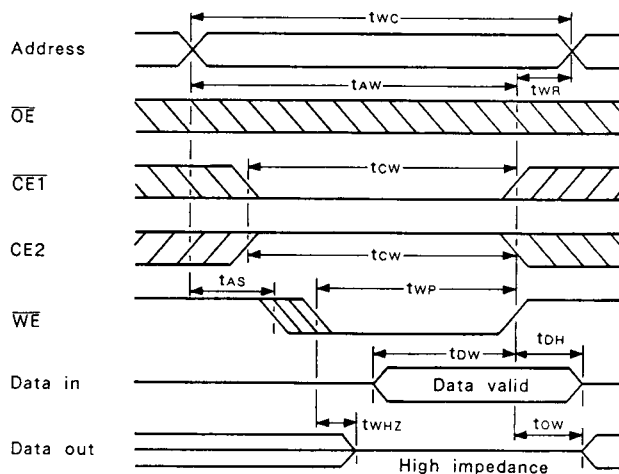 tWC
Address
tAW
tWR
OE
CE1
tCW
CE2
tCW
tAS
tWP
WE
tDW
tDH
Data in
Data valid
tWHZ
tOW
Data out
High impedance